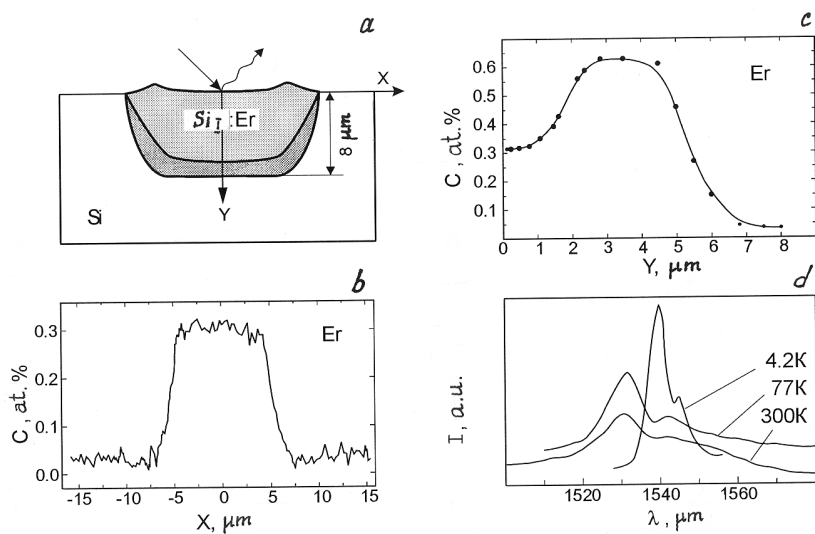 a
X
Si_I :Er
8 μm
Y
Si
b
Er
C, at.%
0.3
0.2
0.1
0.0
-15 -10 -5 0 5 10 15
X, μm
c
Er
C, at.%
0.6
0.5
0.4
0.3
0.2
0.1
0 1 2 3 4 5 6 7 8
Y, μm
d
4.2K
77K
300K
I, a.u.
1520 1540 1560
λ, μm